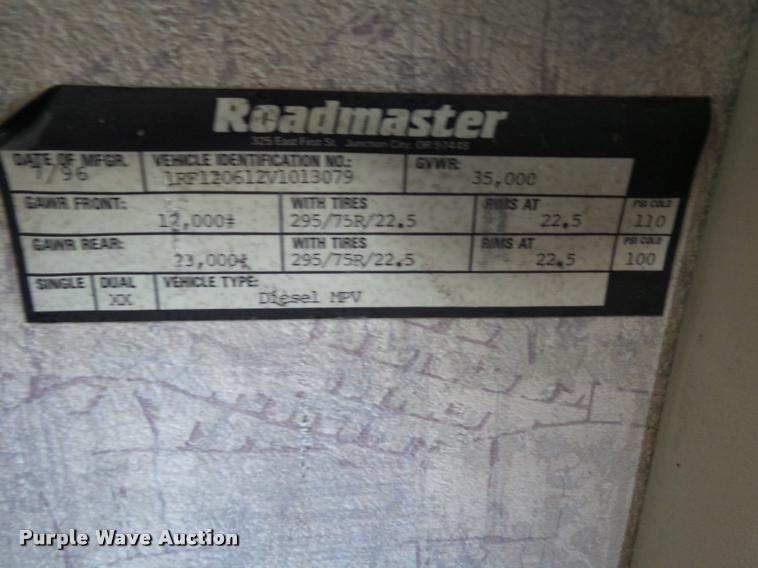 Roadmaster
325 East First St. Junction City, OR 97448
DATE OF MFGR. VEHICLE IDENTIFICATION NO.: GVWR:
7/96 1RF120612V1013079 35,000
GAWR FRONT: WITH TIRES RIMS AT PSI COLD
12,000# 295/75R/22.5 22.5 110
GAWR REAR: WITH TIRES RIMS AT PSI COLD
23,000# 295/75R/22.5 22.5 100
SINGLE DUAL VEHICLE TYPE:
XX Diesel MPV
Purple Wave Auction